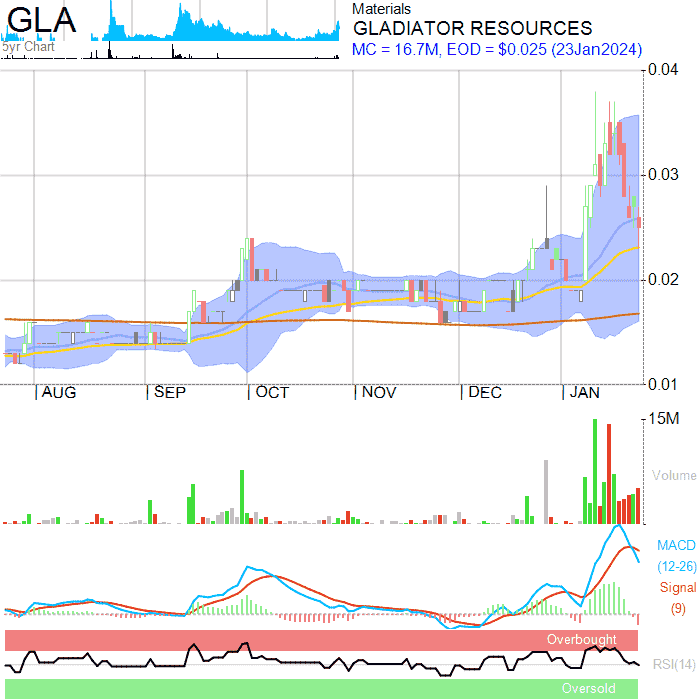 GLA
5yr Chart
Materials
GLADIATOR RESOURCES
MC = 16.7M, EOD = $0.025 (23Jan2024)
0.04
0.03
0.02
0.01
AUG SEP OCT NOV DEC JAN
15M
Volume
MACD
(12-26)
Signal
(9)
Overbought
RSI(14)
Oversold